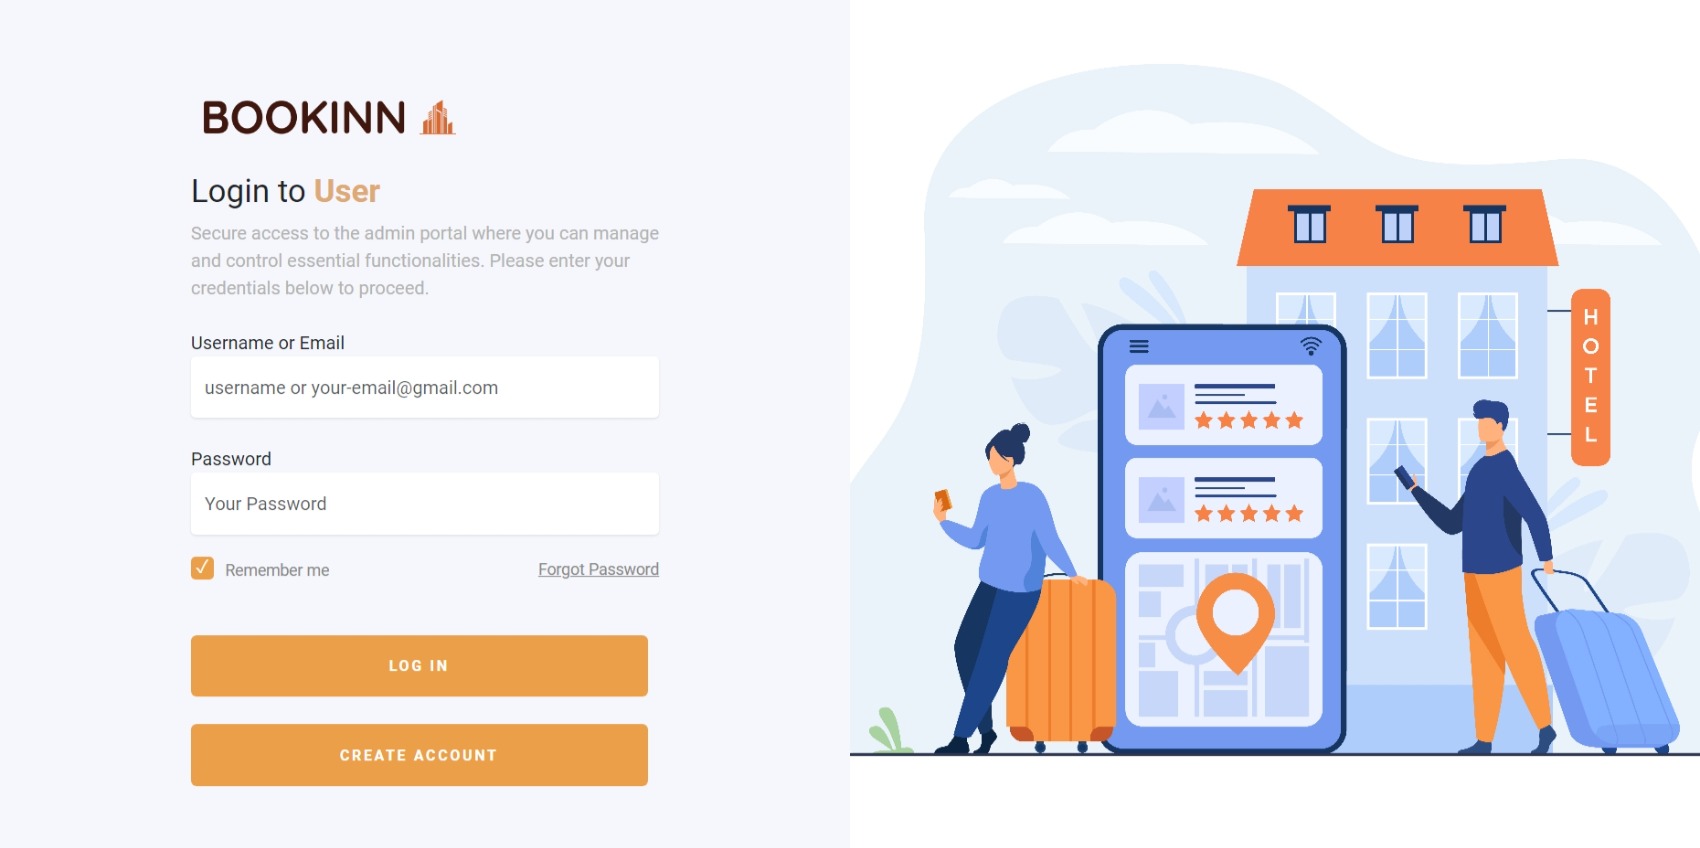 BOOKINN
Login to User
Secure access to the admin portal where you can manage
and control essential functionalities. Please enter your
credentials below to proceed.
Username or Email
username or your-email@gmail.com
Password
Your Password
Remember me
Forgot Password
LOG IN
CREATE ACCOUNT
HOTEL